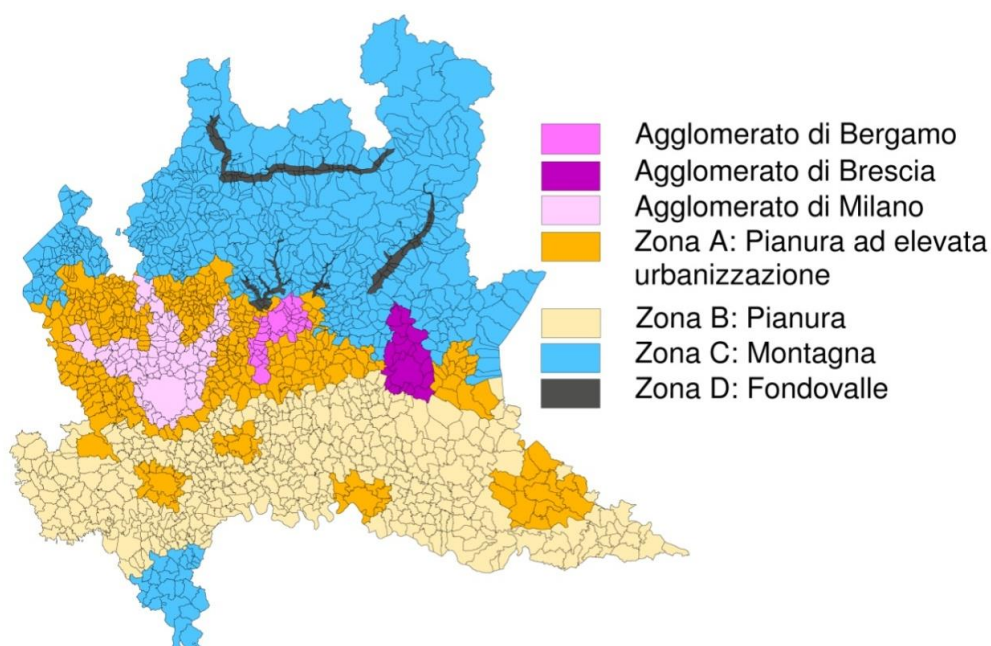 Agglomerato di Bergamo
Agglomerato di Brescia
Agglomerato di Milano
Zona A: Pianura ad elevata
urbanizzazione
Zona B: Pianura
Zona C: Montagna
Zona D: Fondovalle